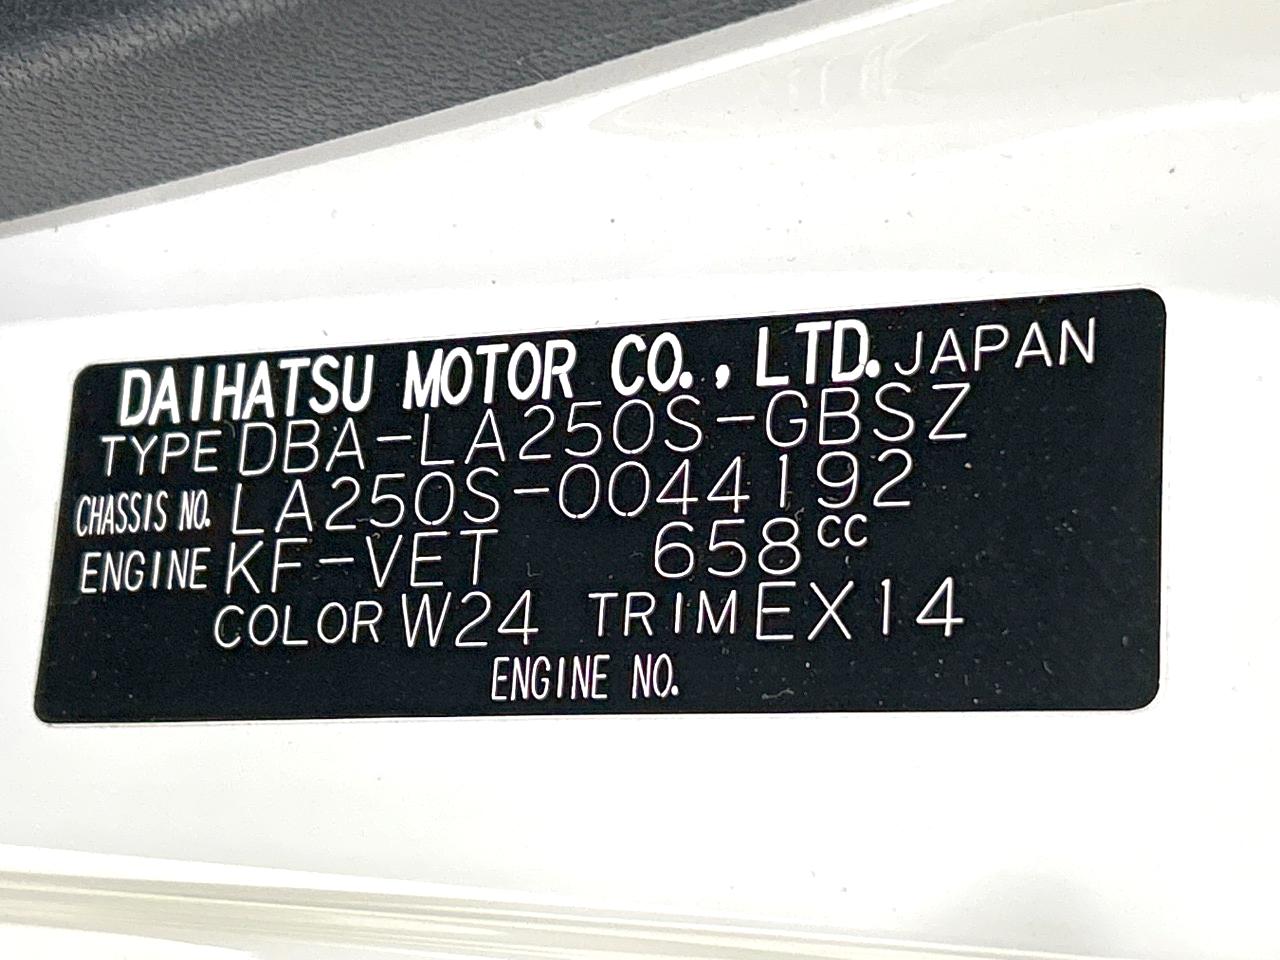 DAIHATSU MOTOR CO., LTD. JAPAN
TYPE DBA-LA250S-GBSZ
CHASSIS NO. LA250S-0044192
ENGINE KF-VET 658cc
COLOR W24 TRIM EX14
ENGINE NO.